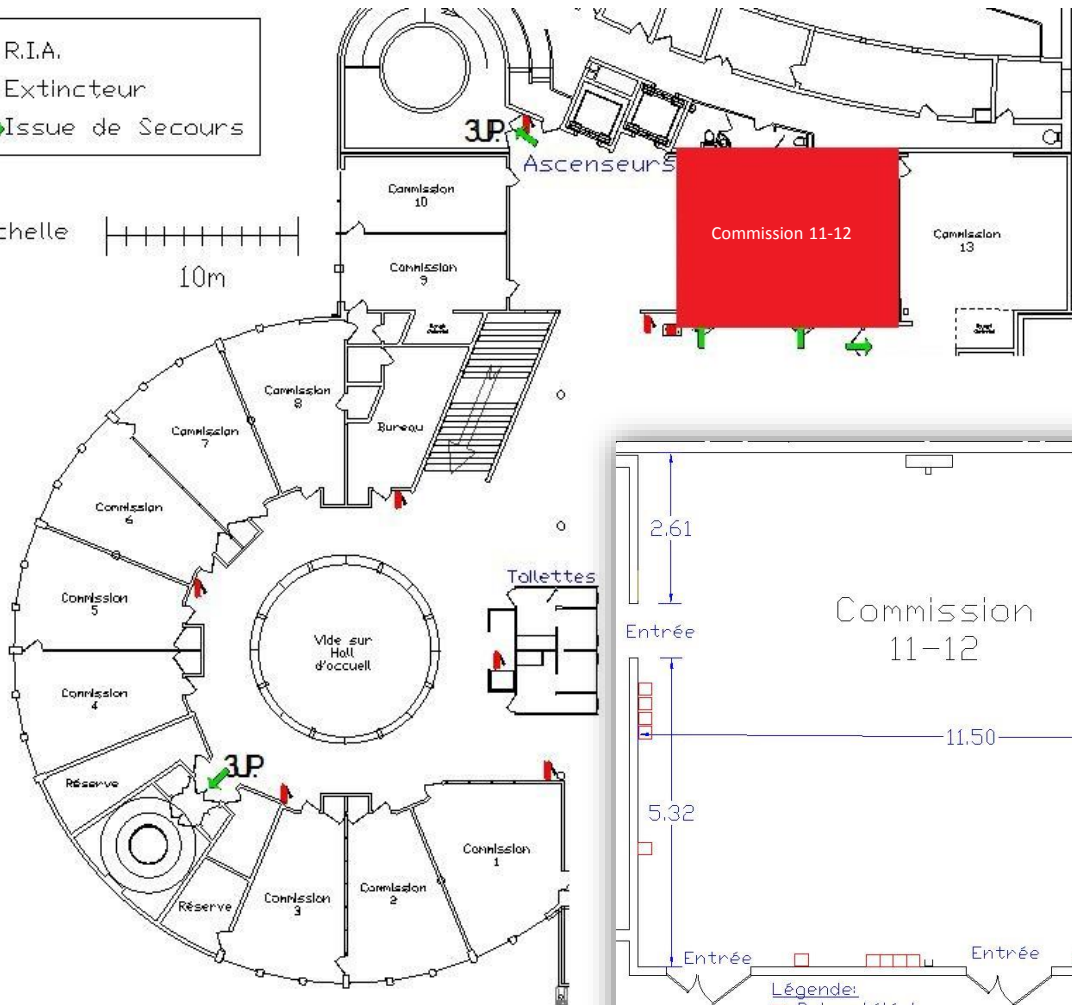 R.I.A.
Extincteur
Issue de Secours
chelle
10m
3U.P.
Ascenseurs
Commission
10
Commission
9
Commission 11-12
Commission
13
Commission
8
Commission
7
Bureau
Commission
6
Commission
5
Commission
4
Vide sur
Hall
d'accueil
Toilettes
Réserve
3U.P.
Réserve
Commission
3
Commission
2
Commission
1
2.61
Entrée
Commission
11-12
11.50
5.32
Entrée
Entrée
Légende: